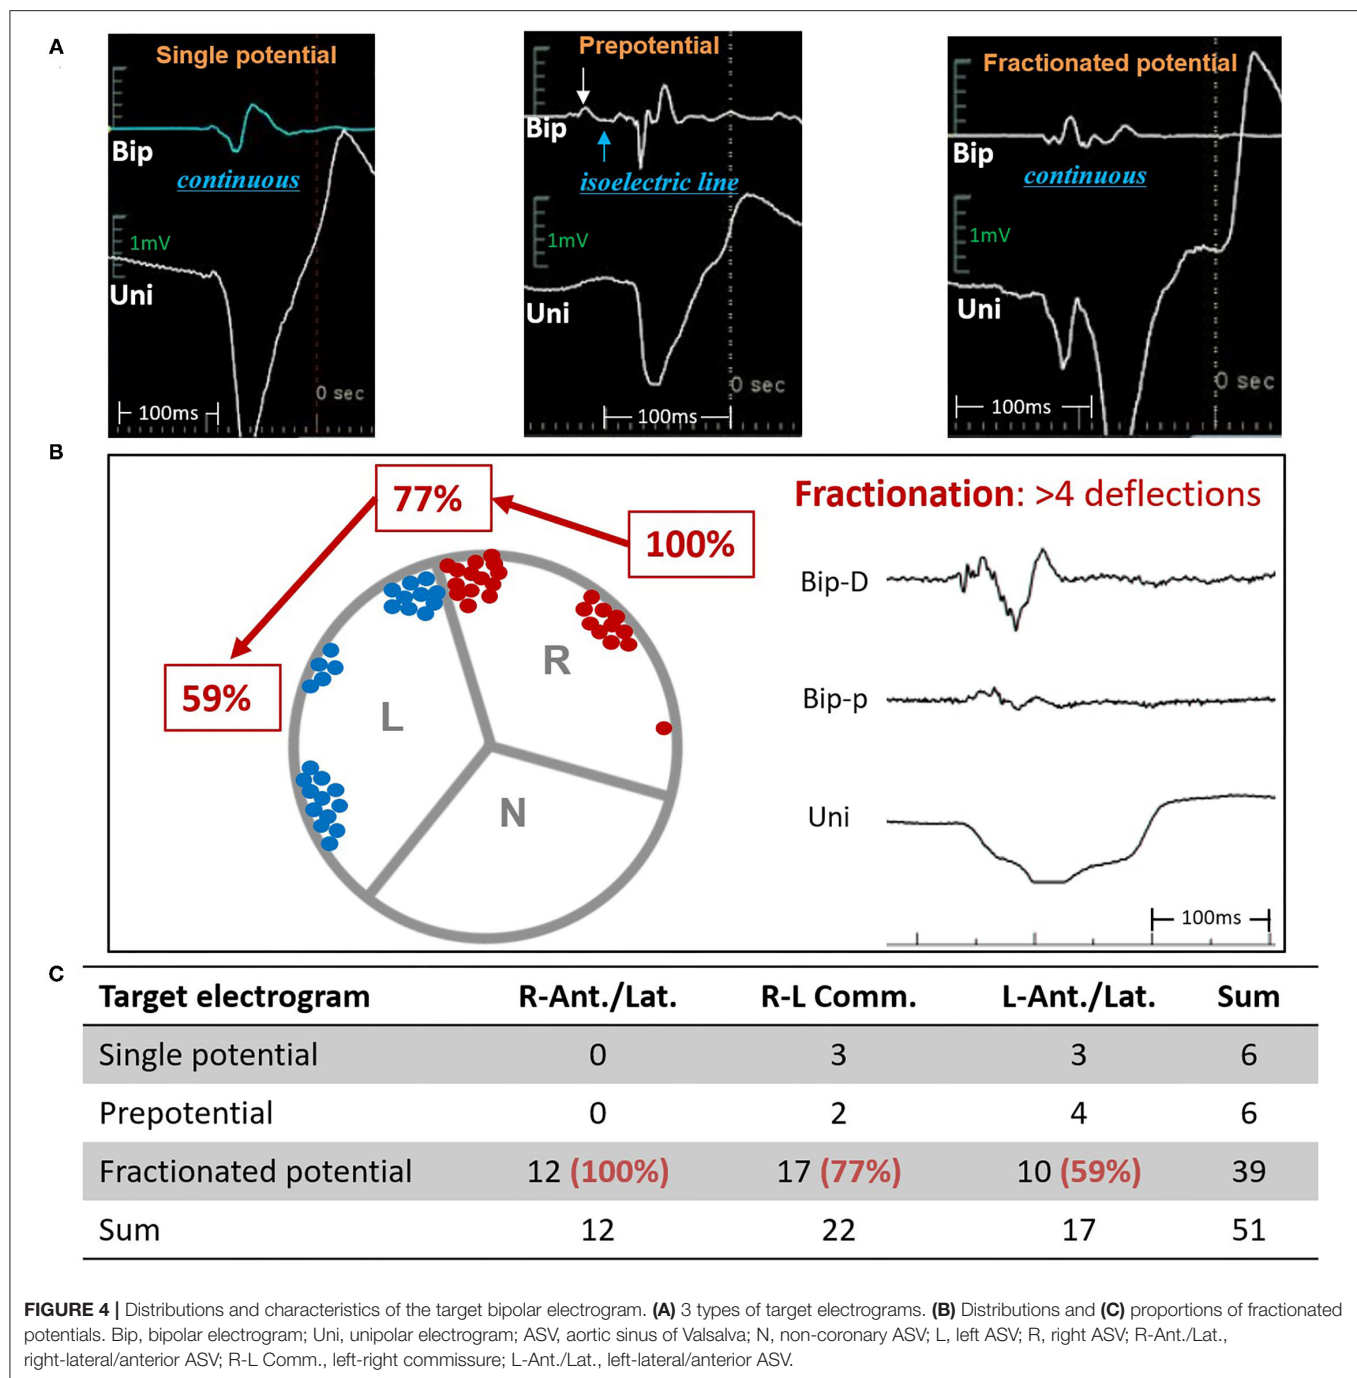 A
Single potential
Bip
continuous
1mV
Uni
0 sec
100ms
Prepotential
Bip
isoelectric line
1mV
Uni
0 sec
100ms
Fractionated potential
Bip
continuous
1mV
Uni
0 sec
100ms
B
77%
100%
59%
R
L
N
Fractionation: >4 deflections
Bip-D
Bip-p
Uni
100ms
C
Target electrogram R-Ant./Lat. R-L Comm. L-Ant./Lat. Sum
Single potential 0 3 3 6
Prepotential 0 2 4 6
Fractionated potential 12 (100%) 17 (77%) 10 (59%) 39
Sum 12 22 17 51
FIGURE 4 | Distributions and characteristics of the target bipolar electrogram. (A) 3 types of target electrograms. (B) Distributions and (C) proportions of fractionated
potentials. Bip, bipolar electrogram; Uni, unipolar electrogram; ASV, aortic sinus of Valsalva; N, non-coronary ASV; L, left ASV; R, right ASV; R-Ant./Lat.,
right-lateral/anterior ASV; R-L Comm., left-right commissure; L-Ant./Lat., left-lateral/anterior ASV.